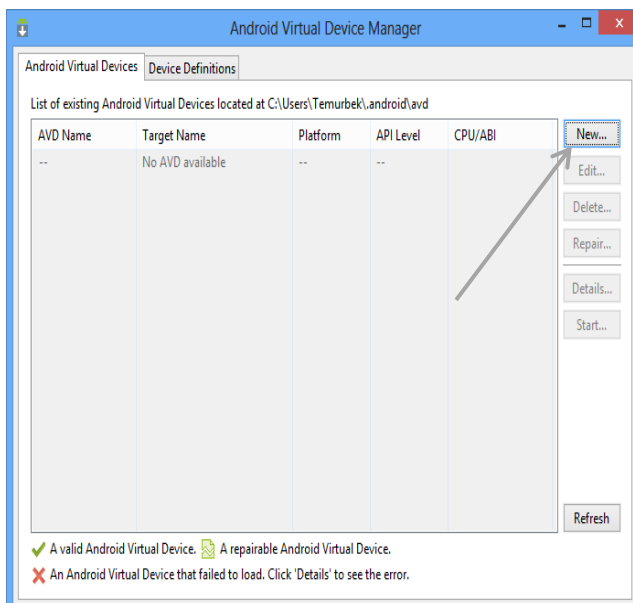 Android Virtual Device Manager
Android Virtual Devices Device Definitions
List of existing Android Virtual Devices located at C:\Users\Temurbek\.android\avd
AVD Name Target Name Platform API Level CPU/ABI
-- No AVD available -- --
New...
Edit...
Delete...
Repair...
Details...
Start...
Refresh
A valid Android Virtual Device. A repairable Android Virtual Device.
An Android Virtual Device that failed to load. Click 'Details' to see the error.